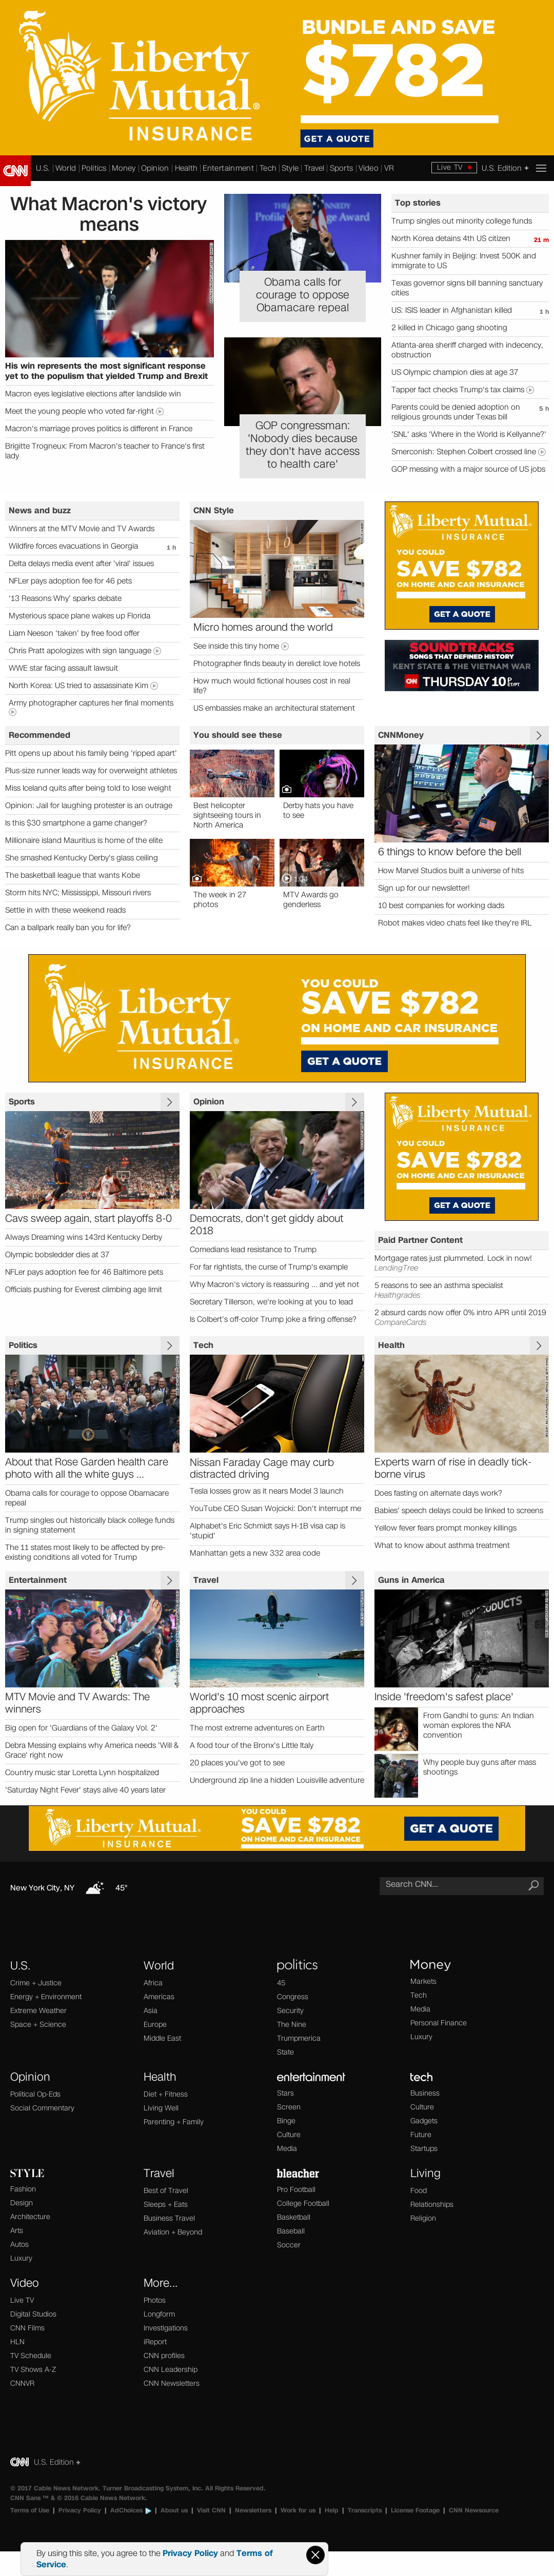 Liberty
Mutual®
INSURANCE
BUNDLE AND SAVE
$782
GET A QUOTE
CNN
U.S. World Politics Money Opinion Health Entertainment Tech Style Travel Sports Video VR
Live TV U.S. Edition +
What Macron's victory
means
His win represents the most significant response
yet to the populism that yielded Trump and Brexit
Macron eyes legislative elections after landslide win
Meet the young people who voted far-right
Macron's marriage proves politics is different in France
Brigitte Trogneux: From Macron's teacher to France's first
lady
Obama calls for
courage to oppose
Obamacare repeal
GOP congressman:
'Nobody dies because
they don't have access
to health care'
Top stories
Trump singles out minority college funds
North Korea detains 4th US citizen 21 m
Kushner family in Beijing: Invest 500K and
immigrate to US
Texas governor signs bill banning sanctuary
cities
US: ISIS leader in Afghanistan killed 1 h
2 killed in Chicago gang shooting
Atlanta-area sheriff charged with indecency,
obstruction
US Olympic champion dies at age 37
Tapper fact checks Trump's tax claims
Parents could be denied adoption on 5 h
religious grounds under Texas bill
'SNL' asks 'Where in the World is Kellyanne?'
Smerconish: Stephen Colbert crossed line
GOP messing with a major source of US jobs
News and buzz
Winners at the MTV Movie and TV Awards
Wildfire forces evacuations in Georgia 1 h
Delta delays media event after 'viral' issues
NFLer pays adoption fee for 46 pets
'13 Reasons Why' sparks debate
Mysterious space plane wakes up Florida
Liam Neeson 'taken' by free food offer
Chris Pratt apologizes with sign language
WWE star facing assault lawsuit
North Korea: US tried to assassinate Kim
Army photographer captures her final moments
CNN Style
Micro homes around the world
See inside this tiny home
Photographer finds beauty in derelict love hotels
How much would fictional houses cost in real
life?
US embassies make an architectural statement
Liberty Mutual
INSURANCE
YOU COULD
SAVE $782
ON HOME AND CAR INSURANCE
GET A QUOTE
SOUNDTRACKS
SONGS THAT DEFINED HISTORY
KENT STATE & THE VIETNAM WAR
CNN THURSDAY 10p ET/PT
Recommended
Pitt opens up about his family being 'ripped apart'
Plus-size runner leads way for overweight athletes
Miss Iceland quits after being told to lose weight
Opinion: Jail for laughing protester is an outrage
Is this $30 smartphone a game changer?
Millionaire island Mauritius is home of the elite
She smashed Kentucky Derby's glass ceiling
The basketball league that wants Kobe
Storm hits NYC; Mississippi, Missouri rivers
Settle in with these weekend reads
Can a ballpark really ban you for life?
You should see these
Best helicopter
sightseeing tours in
North America
Derby hats you have
to see
The week in 27
photos
MTV Awards go
genderless
CNNMoney
6 things to know before the bell
How Marvel Studios built a universe of hits
Sign up for our newsletter!
10 best companies for working dads
Robot makes video chats feel like they're IRL
Liberty
Mutual®
INSURANCE
YOU COULD
SAVE $782
ON HOME AND CAR INSURANCE
GET A QUOTE
Sports
Cavs sweep again, start playoffs 8-0
Always Dreaming wins 143rd Kentucky Derby
Olympic bobsledder dies at 37
NFLer pays adoption fee for 46 Baltimore pets
Officials pushing for Everest climbing age limit
Opinion
Democrats, don't get giddy about
2018
Comedians lead resistance to Trump
For far rightists, the curse of Trump's example
Why Macron's victory is reassuring ... and yet not
Secretary Tillerson, we're looking at you to lead
Is Colbert's off-color Trump joke a firing offense?
Liberty Mutual
INSURANCE
YOU COULD
SAVE $782
ON HOME AND CAR INSURANCE
GET A QUOTE
Paid Partner Content
Mortgage rates just plummeted. Lock in now!
LendingTree
5 reasons to see an asthma specialist
Healthgrades
2 absurd cards now offer 0% intro APR until 2019
CompareCards
Politics
About that Rose Garden health care
photo with all the white guys ...
Obama calls for courage to oppose Obamacare
repeal
Trump singles out historically black college funds
in signing statement
The 11 states most likely to be affected by pre-
existing conditions all voted for Trump
Tech
Nissan Faraday Cage may curb
distracted driving
Tesla losses grow as it nears Model 3 launch
YouTube CEO Susan Wojcicki: Don't interrupt me
Alphabet's Eric Schmidt says H-1B visa cap is
'stupid'
Manhattan gets a new 332 area code
Health
Experts warn of rise in deadly tick-
borne virus
Does fasting on alternate days work?
Babies' speech delays could be linked to screens
Yellow fever fears prompt monkey killings
What to know about asthma treatment
Entertainment
MTV Movie and TV Awards: The
winners
Big open for 'Guardians of the Galaxy Vol. 2'
Debra Messing explains why America needs 'Will &
Grace' right now
Country music star Loretta Lynn hospitalized
'Saturday Night Fever' stays alive 40 years later
Travel
World's 10 most scenic airport
approaches
The most extreme adventures on Earth
A food tour of the Bronx's Little Italy
20 places you've got to see
Underground zip line a hidden Louisville adventure
Guns in America
Inside 'freedom's safest place'
From Gandhi to guns: An Indian
woman explores the NRA
convention
Why people buy guns after mass
shootings
Liberty Mutual
INSURANCE
YOU COULD
SAVE $782
ON HOME AND CAR INSURANCE
GET A QUOTE
New York City, NY 45°
Search CNN...
U.S.
Crime + Justice
Energy + Environment
Extreme Weather
Space + Science
World
Africa
Americas
Asia
Europe
Middle East
politics
45
Congress
Security
The Nine
Trumpmerica
State
Money
Markets
Tech
Media
Personal Finance
Luxury
Opinion
Political Op-Eds
Social Commentary
Health
Diet + Fitness
Living Well
Parenting + Family
entertainment
Stars
Screen
Binge
Culture
Media
tech
Business
Culture
Gadgets
Future
Startups
STYLE
Fashion
Design
Architecture
Arts
Autos
Luxury
Travel
Best of Travel
Sleeps + Eats
Business Travel
Aviation + Beyond
bleacher
Pro Football
College Football
Basketball
Baseball
Soccer
Living
Food
Relationships
Religion
Video
Live TV
Digital Studios
CNN Films
HLN
TV Schedule
TV Shows A-Z
CNNVR
More...
Photos
Longform
Investigations
iReport
CNN profiles
CNN Leadership
CNN Newsletters
CNN U.S. Edition +
© 2017 Cable News Network. Turner Broadcasting System, Inc. All Rights Reserved.
CNN Sans ™ & © 2016 Cable News Network.
Terms of Use | Privacy Policy | AdChoices | About us | Visit CNN | Newsletters | Work for us | Help | Transcripts | License Footage | CNN Newsource
By using this site, you agree to the Privacy Policy and Terms of
Service.